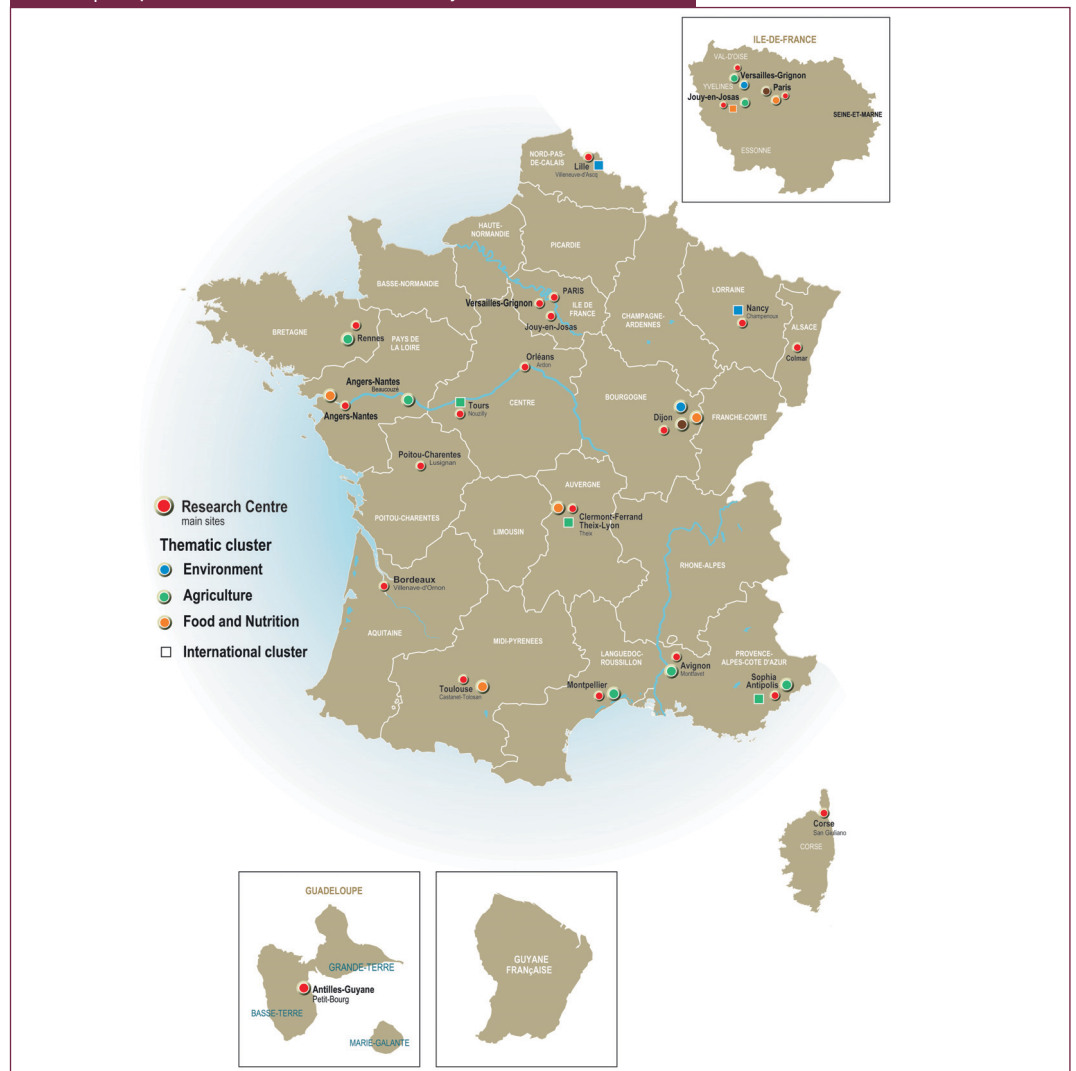 ILE-DE-FRANCE
VAL-D'OISE
Versailles-Grignon
YVELINES
Paris
Jouy-en-Josas
SEINE-ET-MARNE
ESSONNE
NORD-PAS-
DE-CALAIS
Lille
Villeneuve-d'Ascq
HAUTE-
NORMANDIE
PICARDIE
BASSE-NORMANDIE
PARIS
Versailles-Grignon
ILE DE
FRANCE
Jouy-en-Josas
CHAMPAGNE-
ARDENNES
LORRAINE
Nancy
Champenoux
ALSACE
Colmar
BRETAGNE
Rennes
PAYS DE
LA LOIRE
Orléans
Ardon
Angers-Nantes
Beaucouzé
Angers-Nantes
Tours
Nouzilly
CENTRE
BOURGOGNE
Dijon
FRANCHE-COMTE
Poitou-Charentes
Lusignan
AUVERGNE
Clermont-Ferrand
Theix-Lyon
Theix
POITOU-CHARENTES
LIMOUSIN
RHONE-ALPES
Research Centre
main sites
Thematic cluster
Environment
Agriculture
Food and Nutrition
International cluster
Bordeaux
Villenave-d'Ornon
AQUITAINE
MIDI-PYRENEES
LANGUEDOC-
ROUSSILLON
Avignon
Montfavet
PROVENCE-
ALPES-COTE D'AZUR
Sophia
Antipolis
Toulouse
Castanet-Tolosan
Montpellier
Corse
San Giuliano
CORSE
GUADELOUPE
GRANDE-TERRE
Antilles-Guyane
Petit-Bourg
BASSE-TERRE
MARIE-GALANTE
GUYANE
FRANçAISE